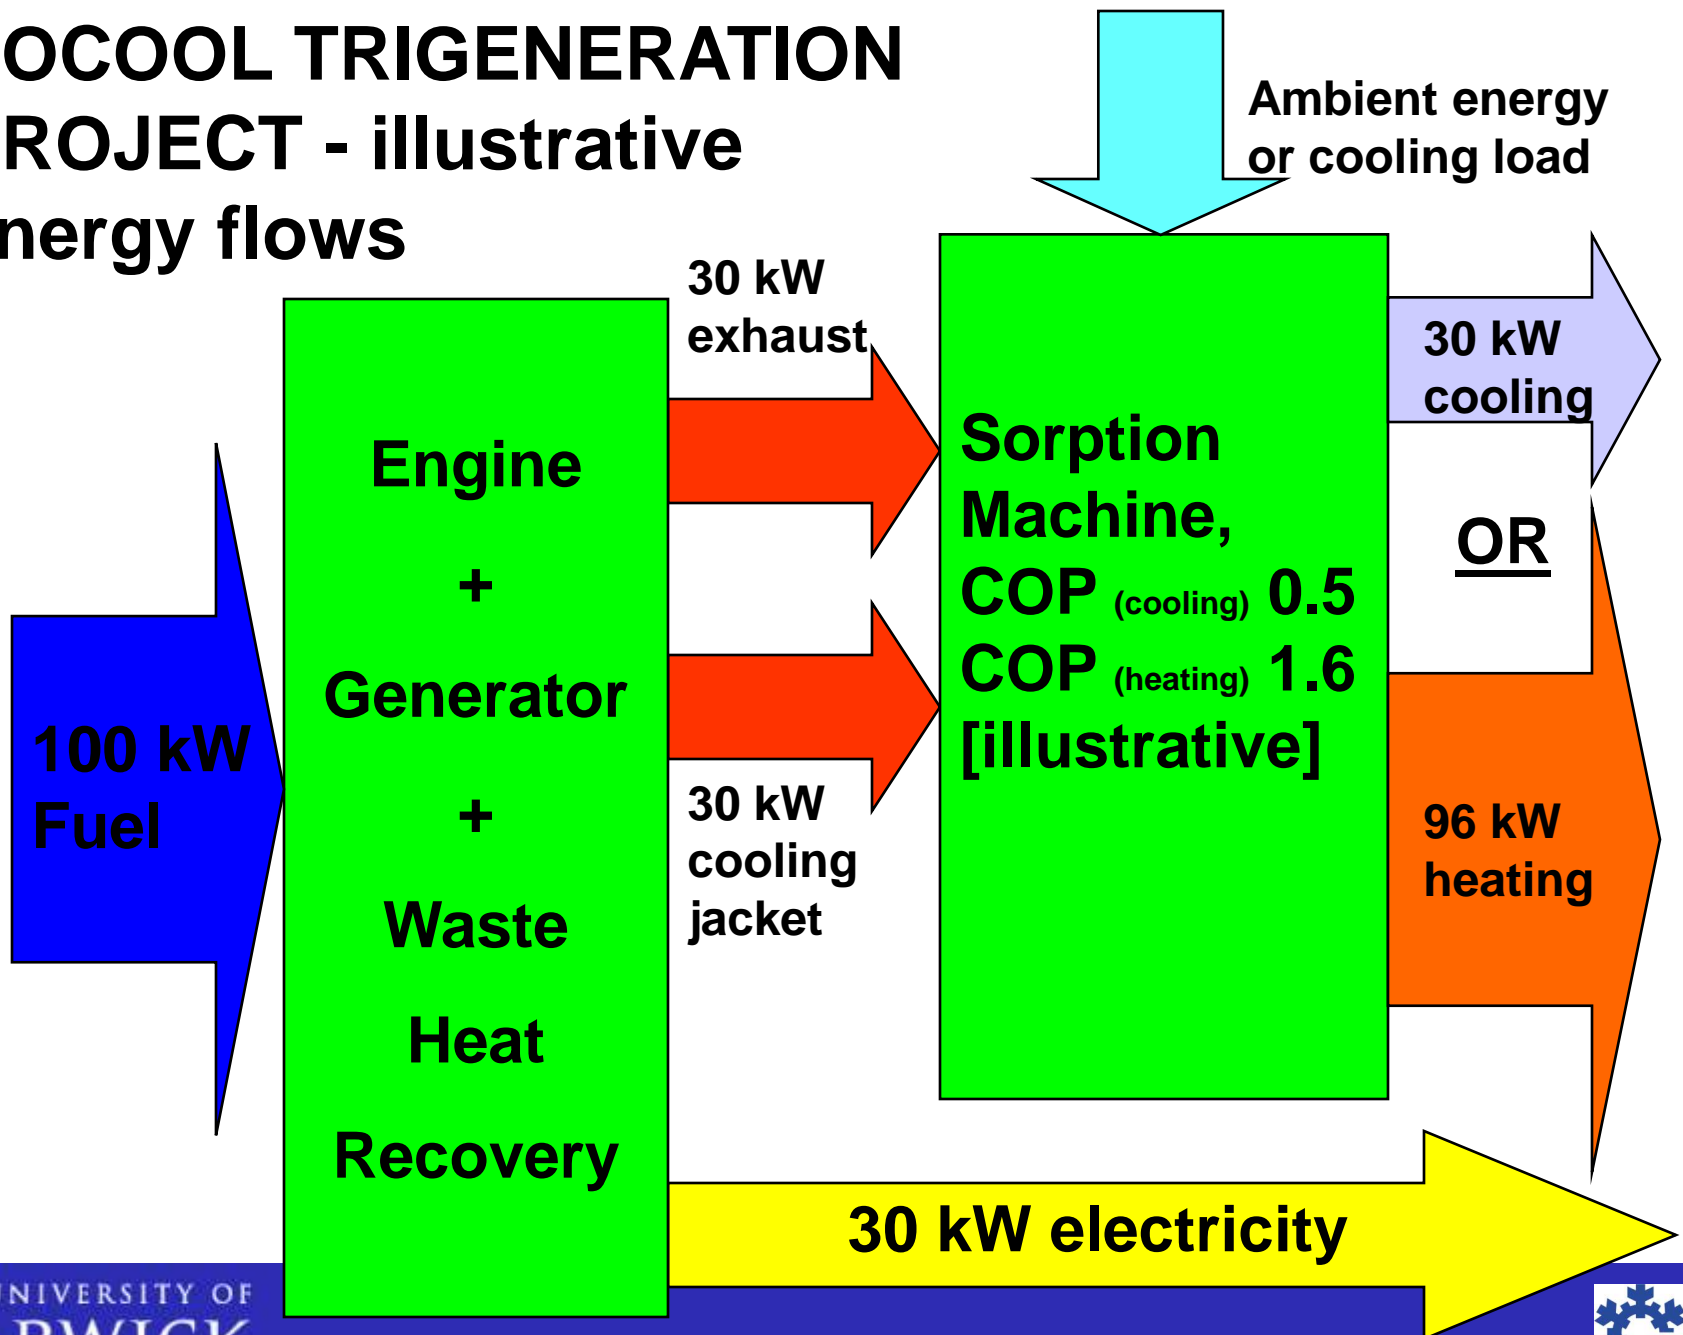 OCOOL TRIGENERATION
ROJECT - illustrative
nergy flows
Ambient energy
or cooling load
30 kW
exhaust
30 kW
cooling
Engine
+
Generator
+
Waste
Heat
Recovery
Sorption
Machine,
COP (cooling) 0.5
COP (heating) 1.6
[illustrative]
OR
100 kW
Fuel
30 kW
cooling
jacket
96 kW
heating
30 kW electricity
NIVERSITY OF
RWICK